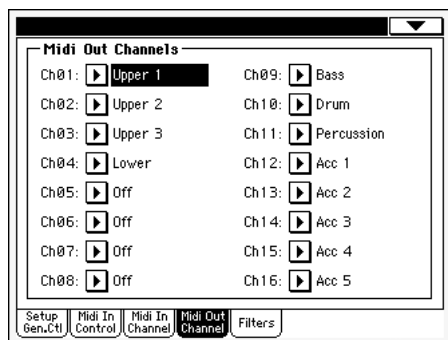 Midi Out Channels
Ch01: Upper 1
Ch02: Upper 2
Ch03: Upper 3
Ch04: Lower
Ch05: Off
Ch06: Off
Ch07: Off
Ch08: Off
Ch09: Bass
Ch10: Drum
Ch11: Percussion
Ch12: Acc 1
Ch13: Acc 2
Ch14: Acc 3
Ch15: Acc 4
Ch16: Acc 5
Setup
Gen.Ctl
Midi In
Control
Midi In
Channel
Midi Out
Channel
Filters